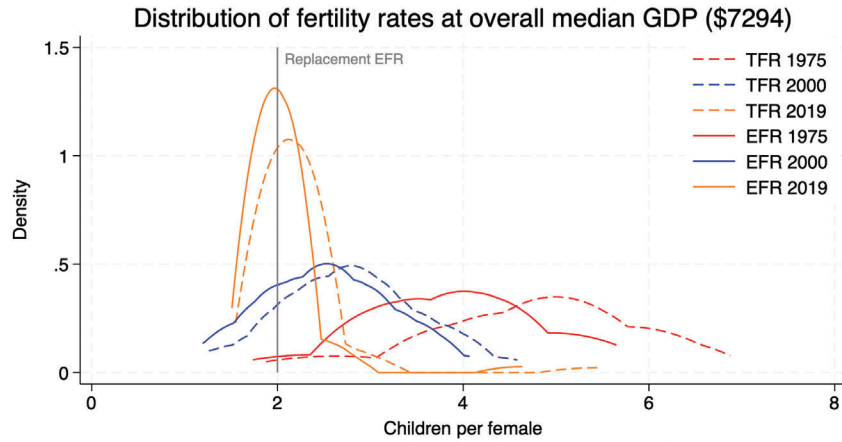 Distribution of fertility rates at overall median GDP ($7294)
1.5
Replacement EFR
TFR 1975
TFR 2000
TFR 2019
EFR 1975
EFR 2000
EFR 2019
1
Density
.5
0
0 2 4 6 8
Children per female